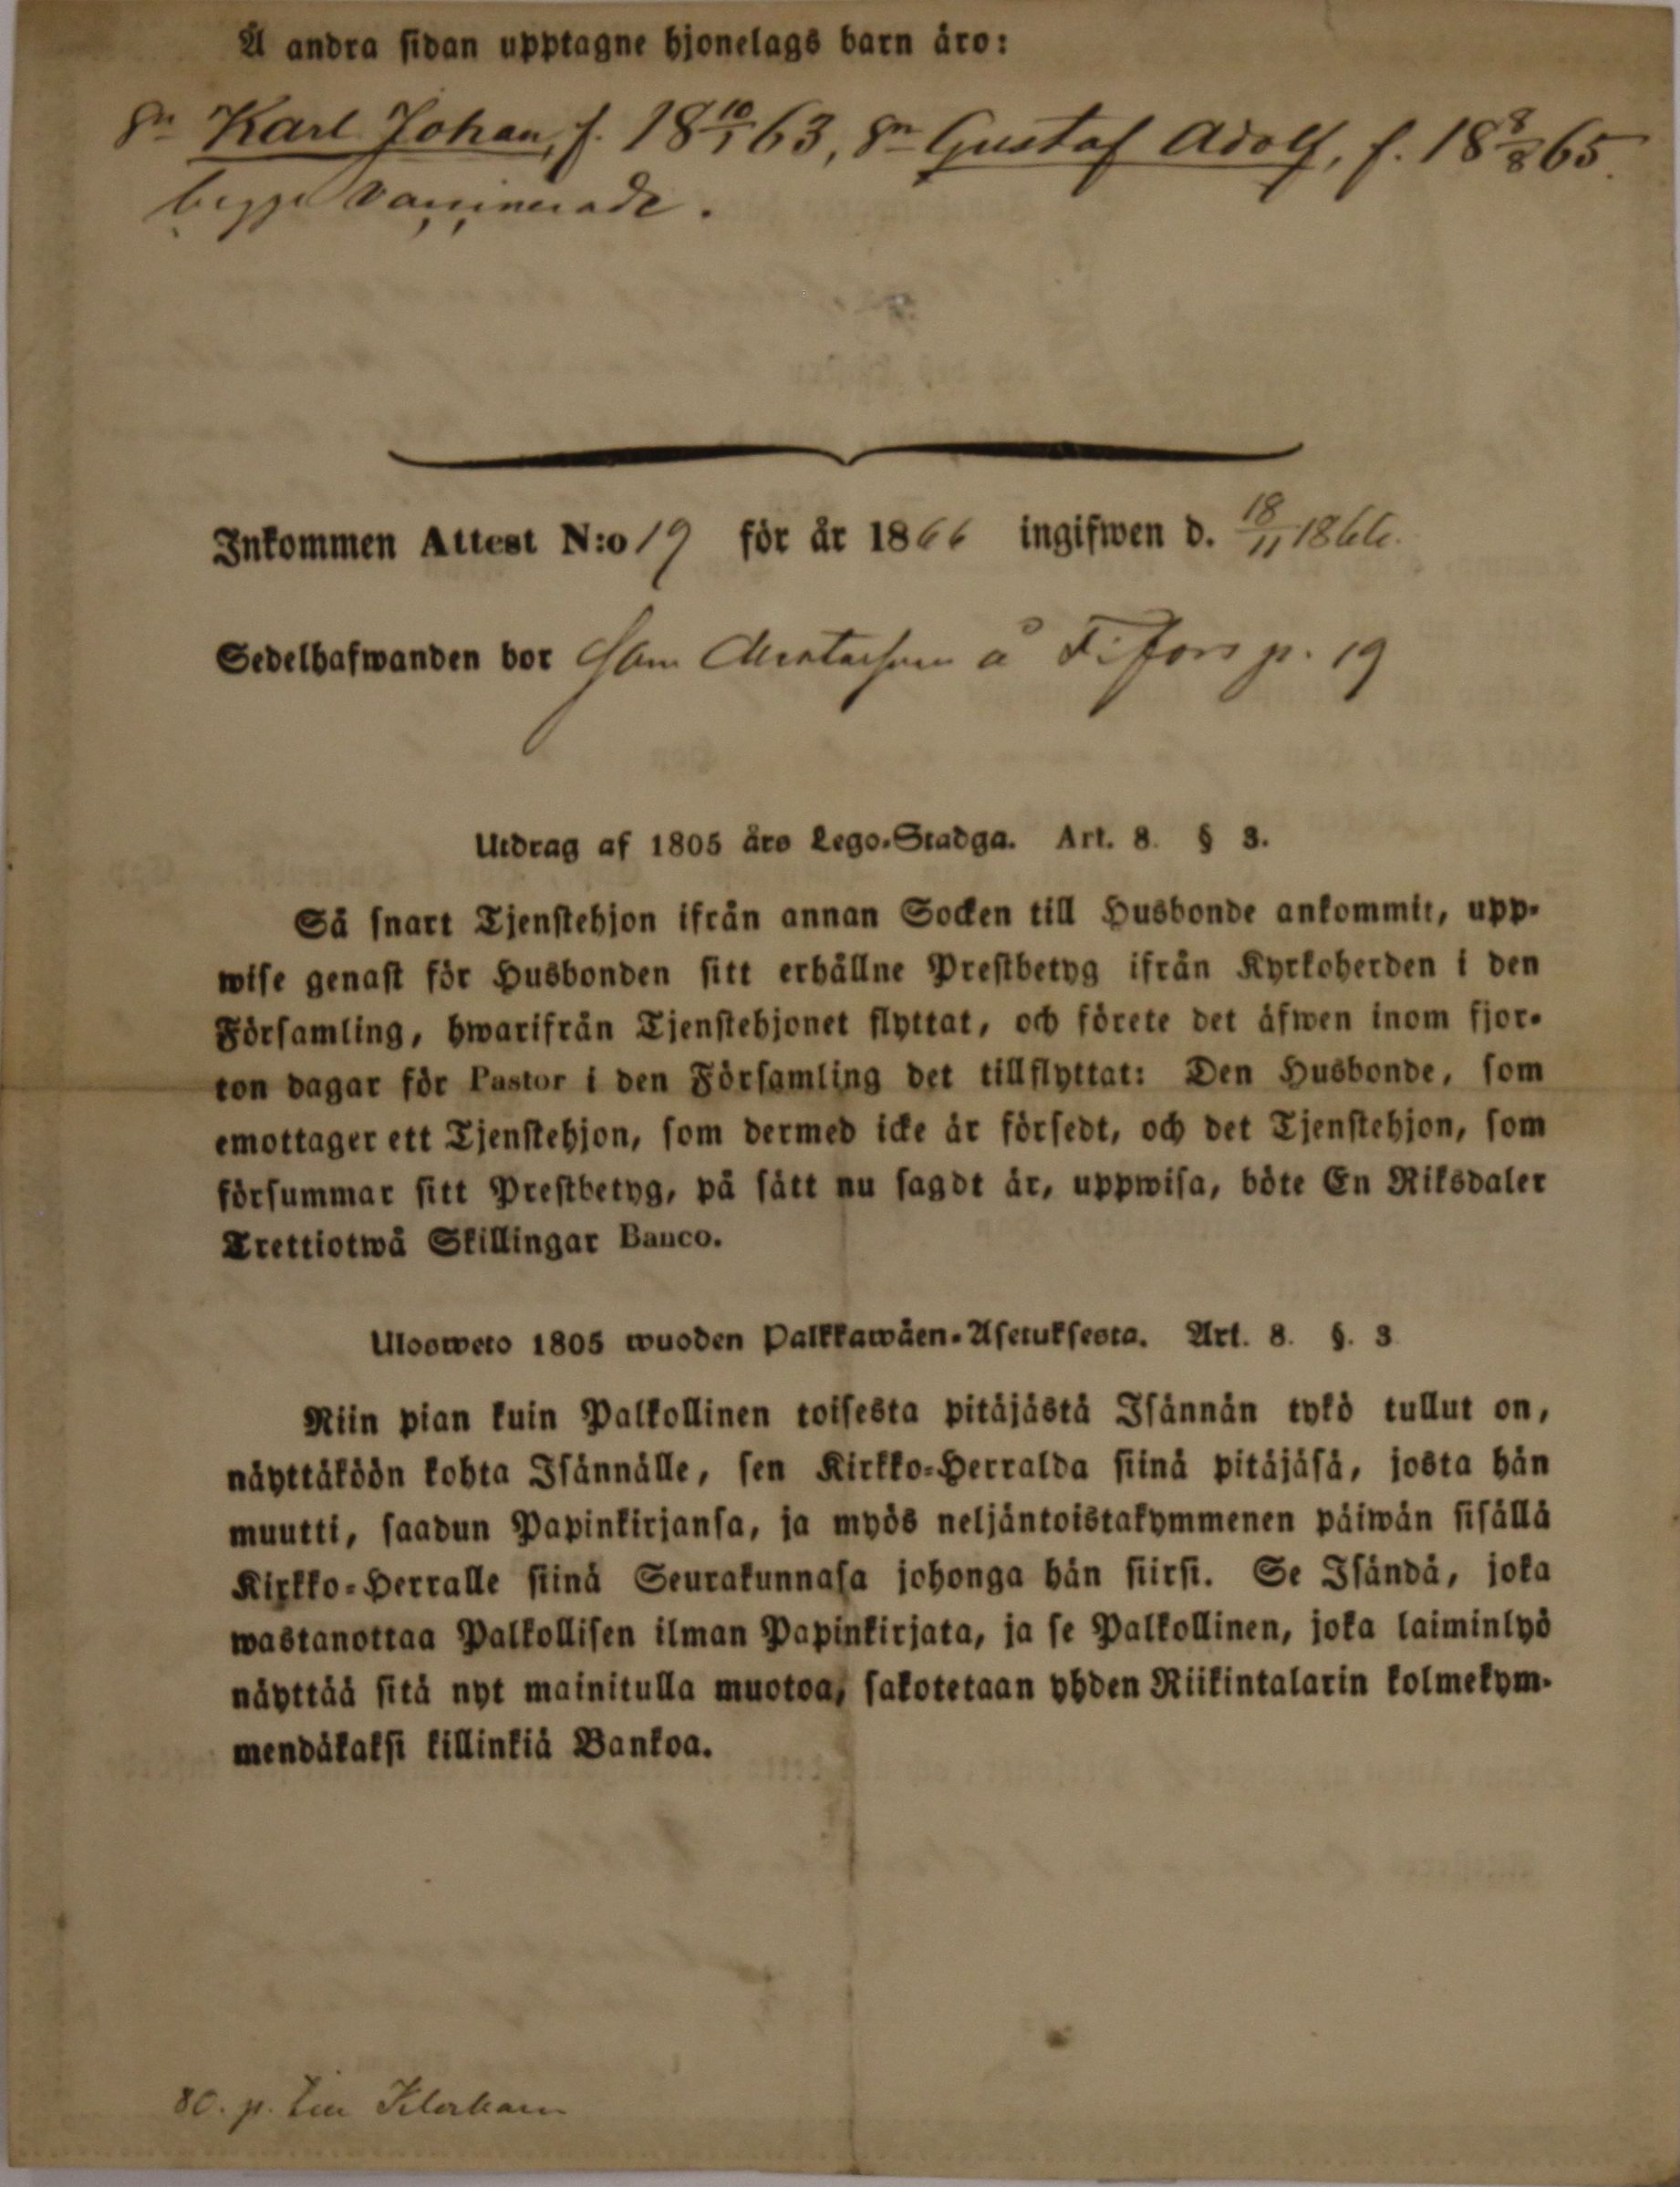 Å andra sidan upptagne hjonelags barn äro:
Sn Karl Johan, f. 18 10/1 63, Sn Gustaf Adolf, f. 18 8/8 65.
begge vaccinerade.
Inkommen Attest N:o 19 för år 1866 ingifwen d. 18/11 1866.
Sedelhafwanden bor som å p. 19
Utdrag af 1805 års Lego-Stadga. Art. 8. § 3.
Så snart Tjenstehjon ifrån annan Socken till Husbonde ankommit, upp-
wise genast för Husbonden sitt erhållne Prestbetyg ifrån Kyrkoherden i den
Församling, hwarifrån Tjenstehjonet flyttat, och förete det äfwen inom fjor-
ton dagar för Pastor i den Församling det tillflyttat: Den Husbonde, som
emottager ett Tjenstehjon, som dermed icke är försedt, och det Tjenstehjon, som
försummar sitt Prestbetyg, på sätt nu sagdt är, uppwisa, böte En Riksdaler
Trettiotwå Skillingar Banco.
Ulosweto 1805 wuoden Palkkawäen-Asetuksesta. Art. 8. §. 3
Niin pian kuin Palkollinen toisesta pitäjästä Isännän tykö tullut on,
näyttäköön kohta Isännälle, sen Kirkko-Herralda siinä pitäjäsä, josta hän
muutti, saadun Papinkirjansa, ja myös neljäntoistakymmenen päiwän sisällä
Kirkko-Herralle siinä Seurakunnasa johonga hän siirsi. Se Isändä, joka
wastanottaa Palkollisen ilman Papinkirjata, ja se Palkollinen, joka laiminlyö
näyttää sitä nyt mainitulla muotoa, sakotetaan yhden Riikintalarin kolmekym-
mendäkaksi killinkiä Bankoa.
80. p.